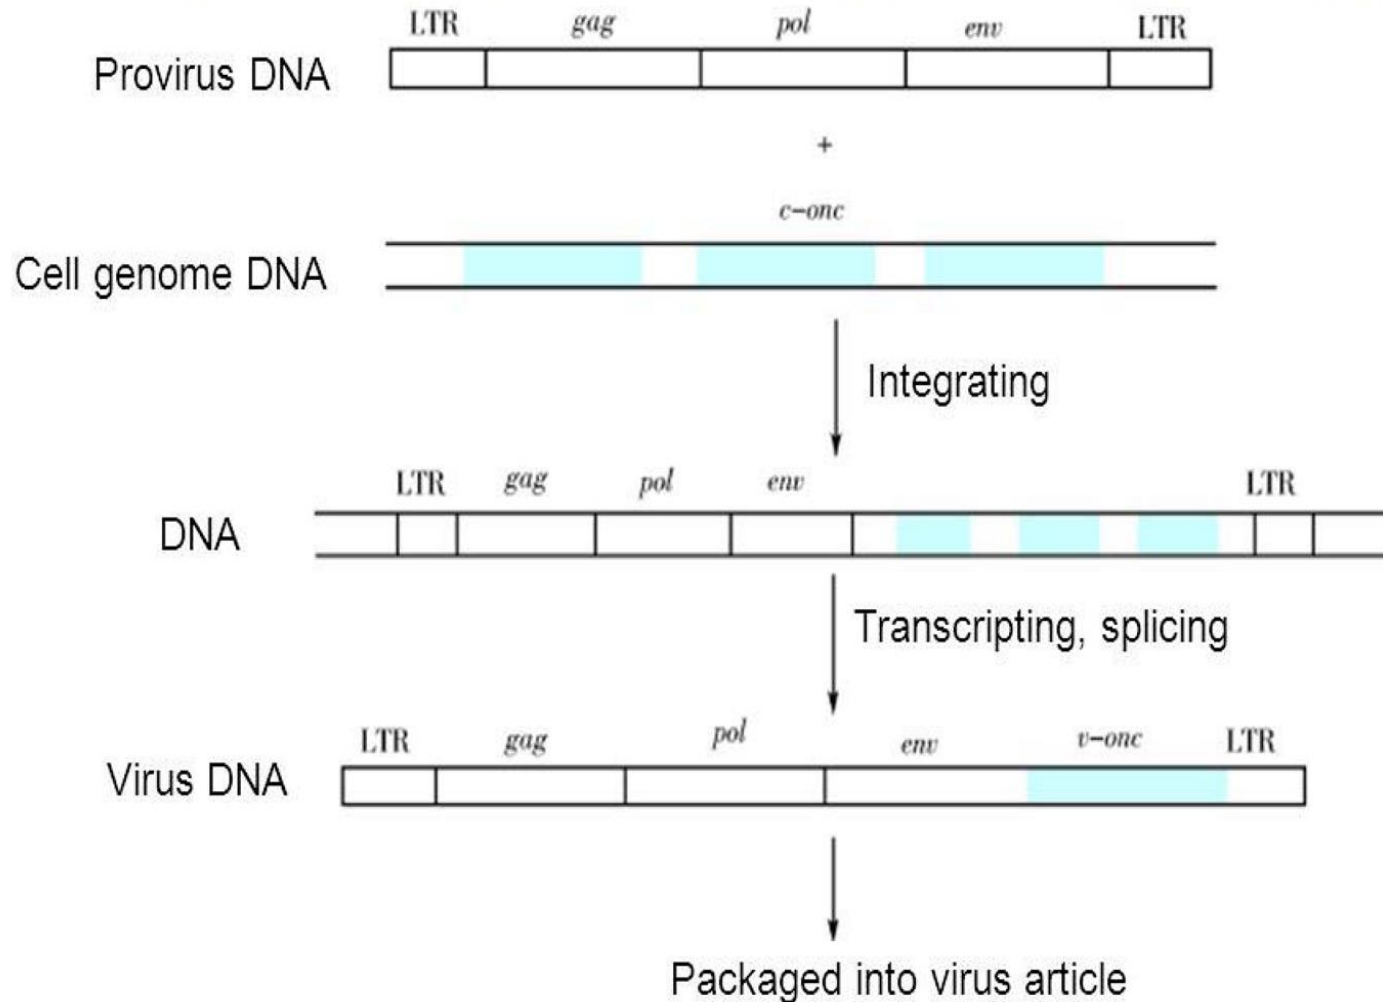 LTR gag pol env LTR
Provirus DNA
+
c-onc
Cell genome DNA
Integrating
LTR gag pol env LTR
DNA
Transcripting, splicing
LTR gag pol env v-onc LTR
Virus DNA
Packaged into virus article